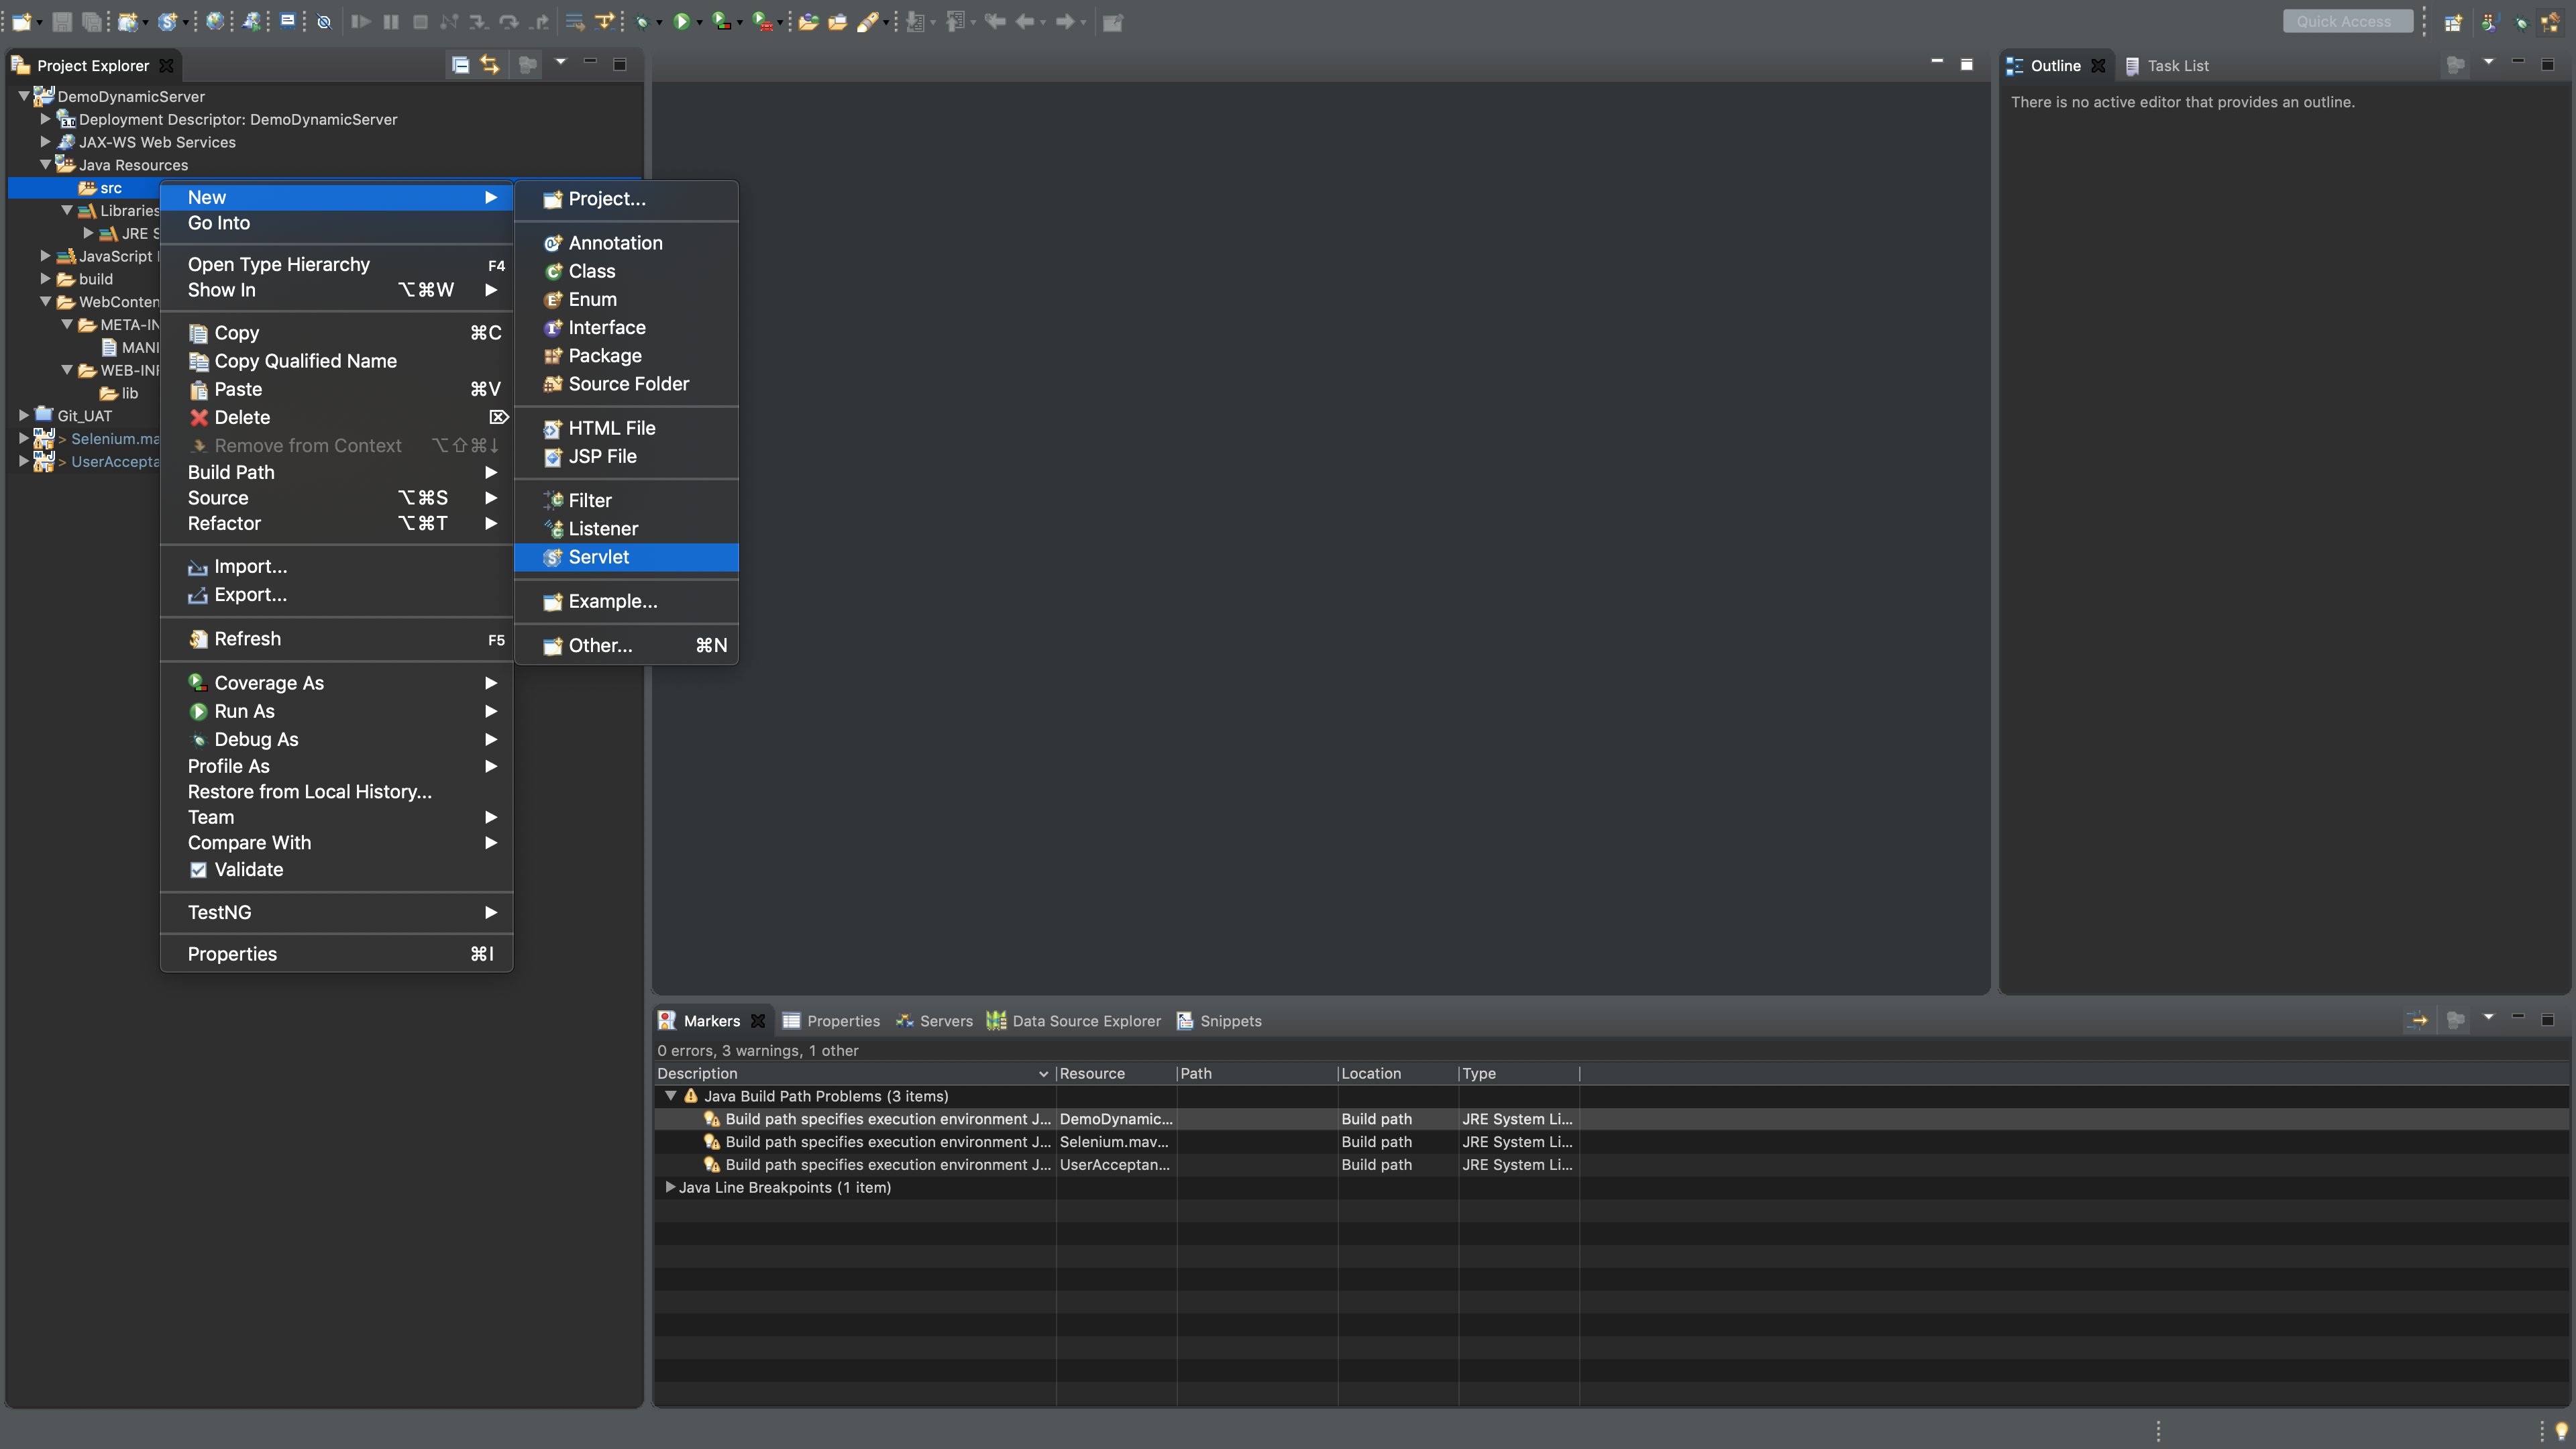 Quick Access
Project Explorer
DemoDynamicServer
Deployment Descriptor: DemoDynamicServer
JAX-WS Web Services
Java Resources
src
Libraries
JRE S
JavaScript
build
WebConten
META-IN
MANI
WEB-INF
lib
Git_UAT
> Selenium.ma
> UserAccepta
New
Go Into
Open Type Hierarchy F4
Show In ⌥⌘W
Copy ⌘C
Copy Qualified Name
Paste ⌘V
Delete ⌦
Remove from Context ⌥⇧⌘↓
Build Path
Source ⌥⌘S
Refactor ⌥⌘T
Import...
Export...
Refresh F5
Coverage As
Run As
Debug As
Profile As
Restore from Local History...
Team
Compare With
Validate
TestNG
Properties ⌘I
Project...
Annotation
Class
Enum
Interface
Package
Source Folder
HTML File
JSP File
Filter
Listener
Servlet
Example...
Other... ⌘N
Outline Task List
There is no active editor that provides an outline.
Markers Properties Servers Data Source Explorer Snippets
0 errors, 3 warnings, 1 other
Description Resource Path Location Type
Java Build Path Problems (3 items)
Build path specifies execution environment J... DemoDynamic... Build path JRE System Li...
Build path specifies execution environment J... Selenium.mav... Build path JRE System Li...
Build path specifies execution environment J... UserAcceptan... Build path JRE System Li...
Java Line Breakpoints (1 item)